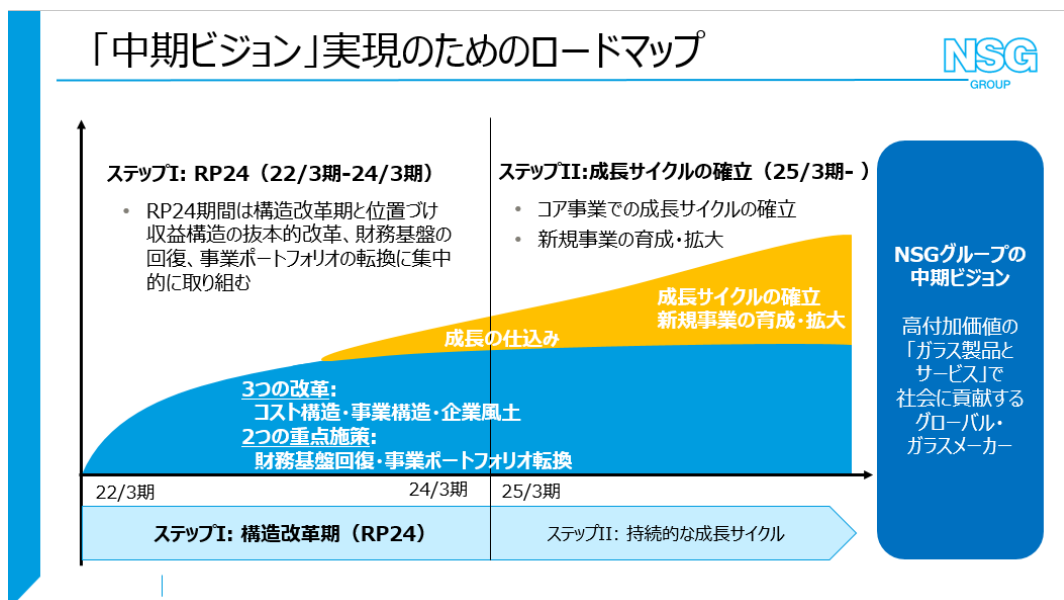 「中期ビジョン」実現のためのロードマップ
NSG
GROUP
ステップI: RP24（22/3期-24/3期）
• RP24期間は構造改革期と位置づけ
収益構造の抜本的改革、財務基盤の
回復、事業ポートフォリオの転換に集中
的に取り組む
ステップII:成長サイクルの確立（25/3期- ）
• コア事業での成長サイクルの確立
• 新規事業の育成・拡大
成長サイクルの確立
新規事業の育成・拡大
成長の仕込み
3つの改革:
コスト構造・事業構造・企業風土
2つの重点施策:
財務基盤回復・事業ポートフォリオ転換
22/3期
24/3期
25/3期
ステップI: 構造改革期（RP24）
ステップII: 持続的な成長サイクル
NSGグループの
中期ビジョン
高付加価値の
「ガラス製品と
サービス」で
社会に貢献する
グローバル・
ガラスメーカー